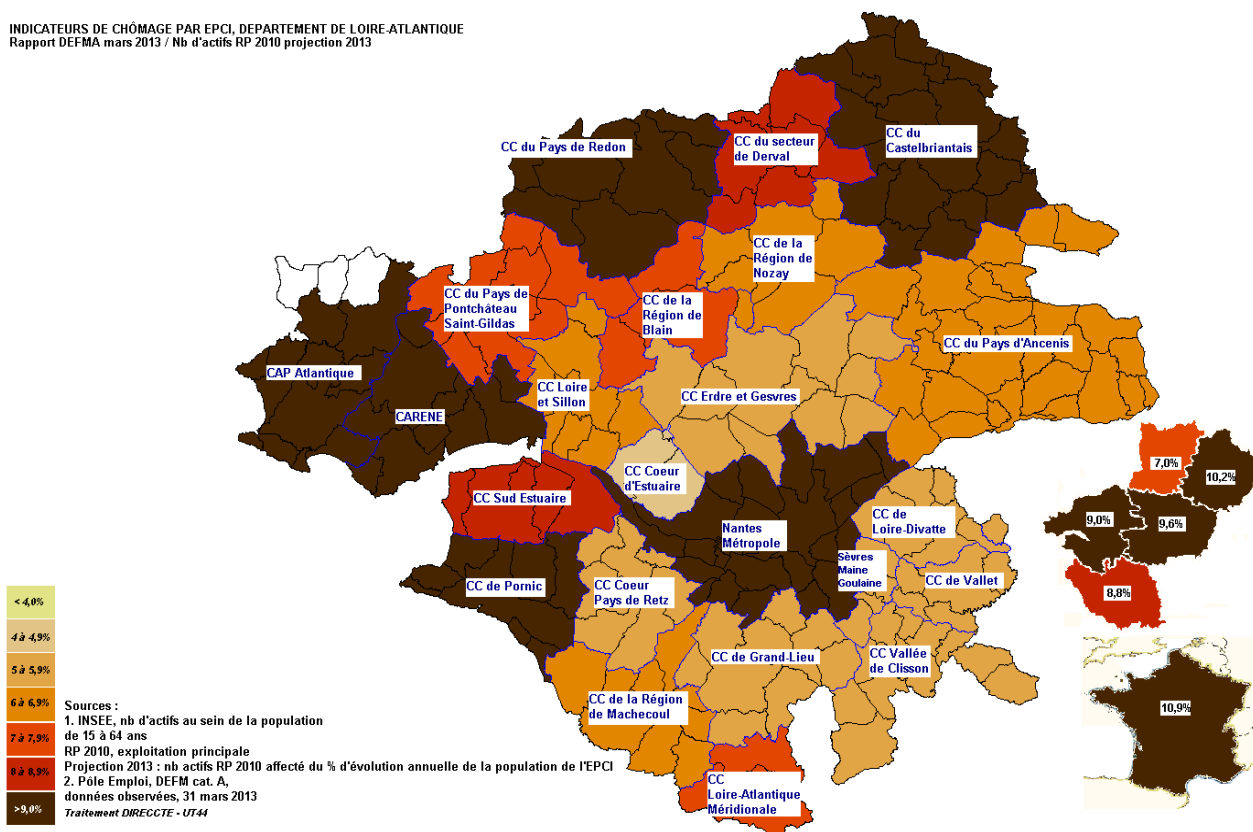 INDICATEURS DE CHÔMAGE PAR EPCI, DEPARTEMENT DE LOIRE-ATLANTIQUE
Rapport DEFMA mars 2013 / Nb d'actifs RP 2010 projection 2013
CC du Pays de Redon
CC du secteur
de Derval
CC du
Castelbriantais
CC de la
Région de
Nozay
CC du Pays de
Pontchâteau
Saint-Gildas
CC de la
Région de
Blain
CC du Pays d'Ancenis
CAP Atlantique
CC Loire
et Sillon
CC Erdre et Gesvres
CARENE
CC Coeur
d'Estuaire
CC Sud Estuaire
Nantes
Métropole
CC de
Loire-Divatte
Sèvres
Maine
Goulaine
CC de Vallet
CC de Pornic
CC Coeur
Pays de Retz
CC de Grand-Lieu
CC Vallée
de Clisson
CC de la Région
de Machecoul
CC
Loire-Atlantique
Méridionale
7,0%
10,2%
9,0%
9,6%
8,8%
10,9%
< 4,0%
4 à 4,9%
5 à 5,9%
6 à 6,9%
7 à 7,9%
8 à 8,9%
>9,0%
Sources :
1. INSEE, nb d'actifs au sein de la population
de 15 à 64 ans
RP 2010, exploitation principale
Projection 2013 : nb actifs RP 2010 affecté du % d'évolution annuelle de la population de l'EPCI
2. Pôle Emploi, DEFM cat. A,
données observées, 31 mars 2013
Traitement DIRECCTE - UT44